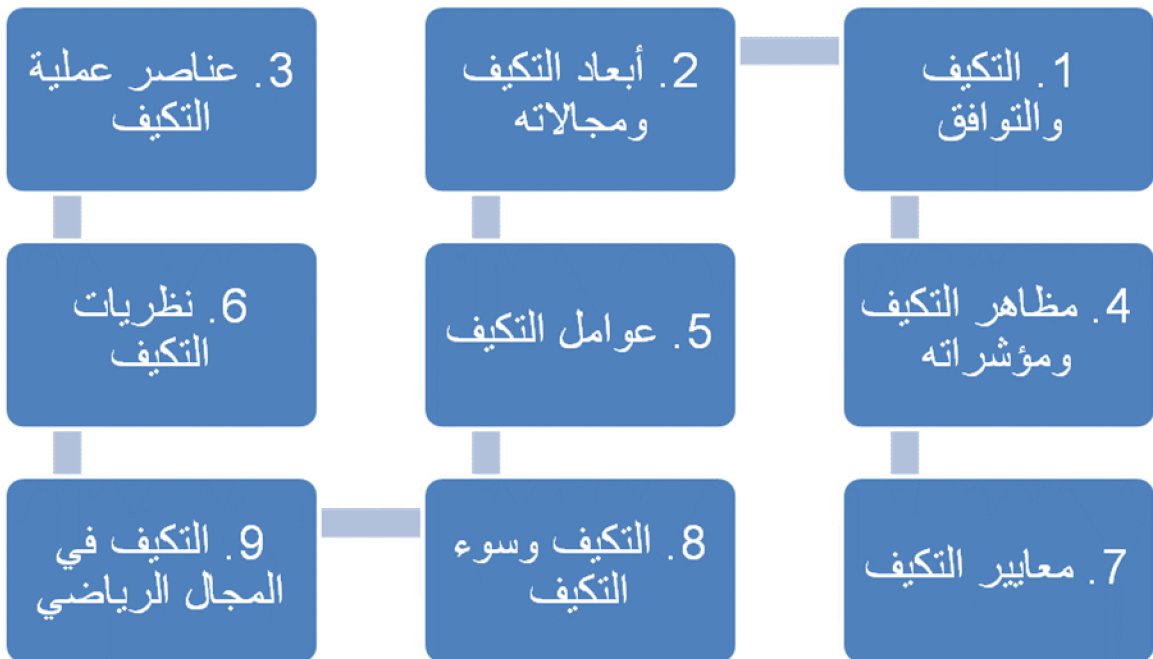 1. التكيف
والتوافق
2. أبعاد التكيف
ومجالاته
3. عناصر عملية
التكيف
4. مظاهر التكيف
ومؤشراته
5. عوامل التكيف
6. نظريات
التكيف
7. معايير التكيف
8. التكيف وسوء
التكيف
9. التكيف في
المجال الرياضي